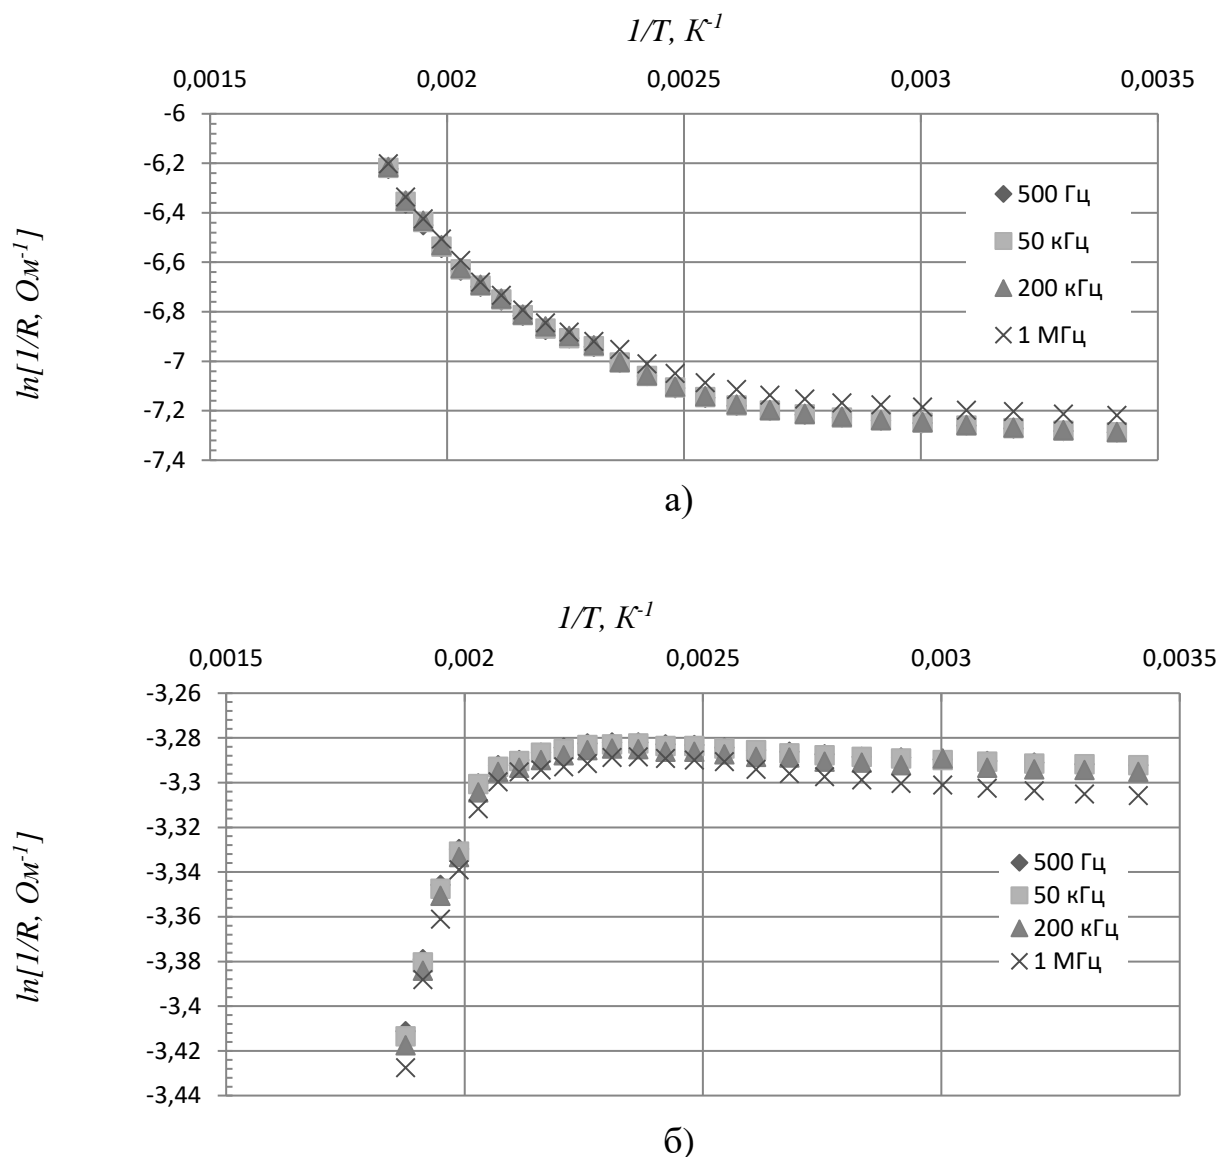 1/T, К-1
0,0015 0,002 0,0025 0,003 0,0035
-6
-6,2
-6,4
-6,6
-6,8
-7
-7,2
-7,4
ln[1/R, Ом-1]
500 Гц
50 кГц
200 кГц
1 МГц
а)
1/T, К-1
0,0015 0,002 0,0025 0,003 0,0035
-3,26
-3,28
-3,3
-3,32
-3,34
-3,36
-3,38
-3,4
-3,42
-3,44
ln[1/R, Ом-1]
500 Гц
50 кГц
200 кГц
1 МГц
б)